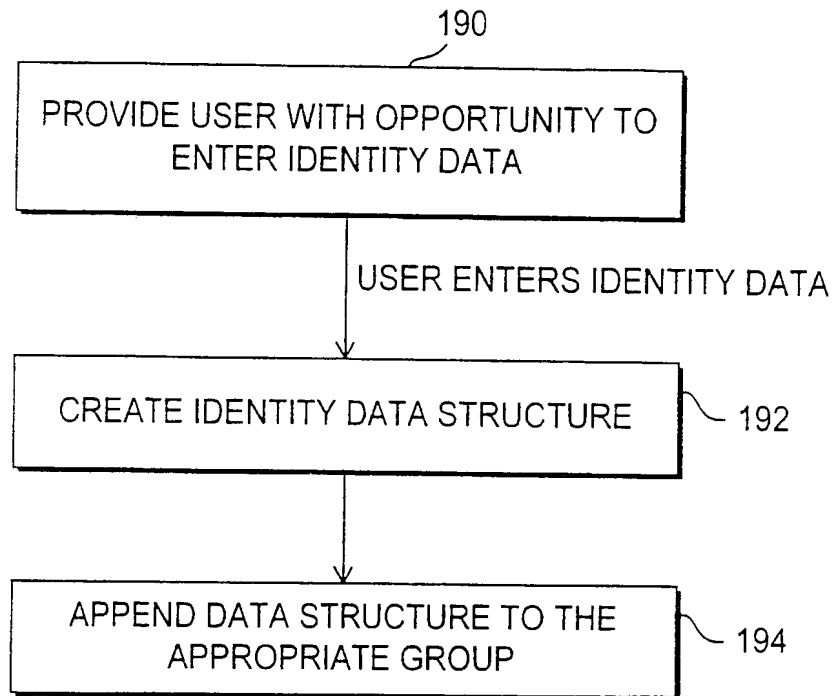 190
PROVIDE USER WITH OPPORTUNITY TO
ENTER IDENTITY DATA
USER ENTERS IDENTITY DATA
CREATE IDENTITY DATA STRUCTURE
192
APPEND DATA STRUCTURE TO THE
APPROPRIATE GROUP
194